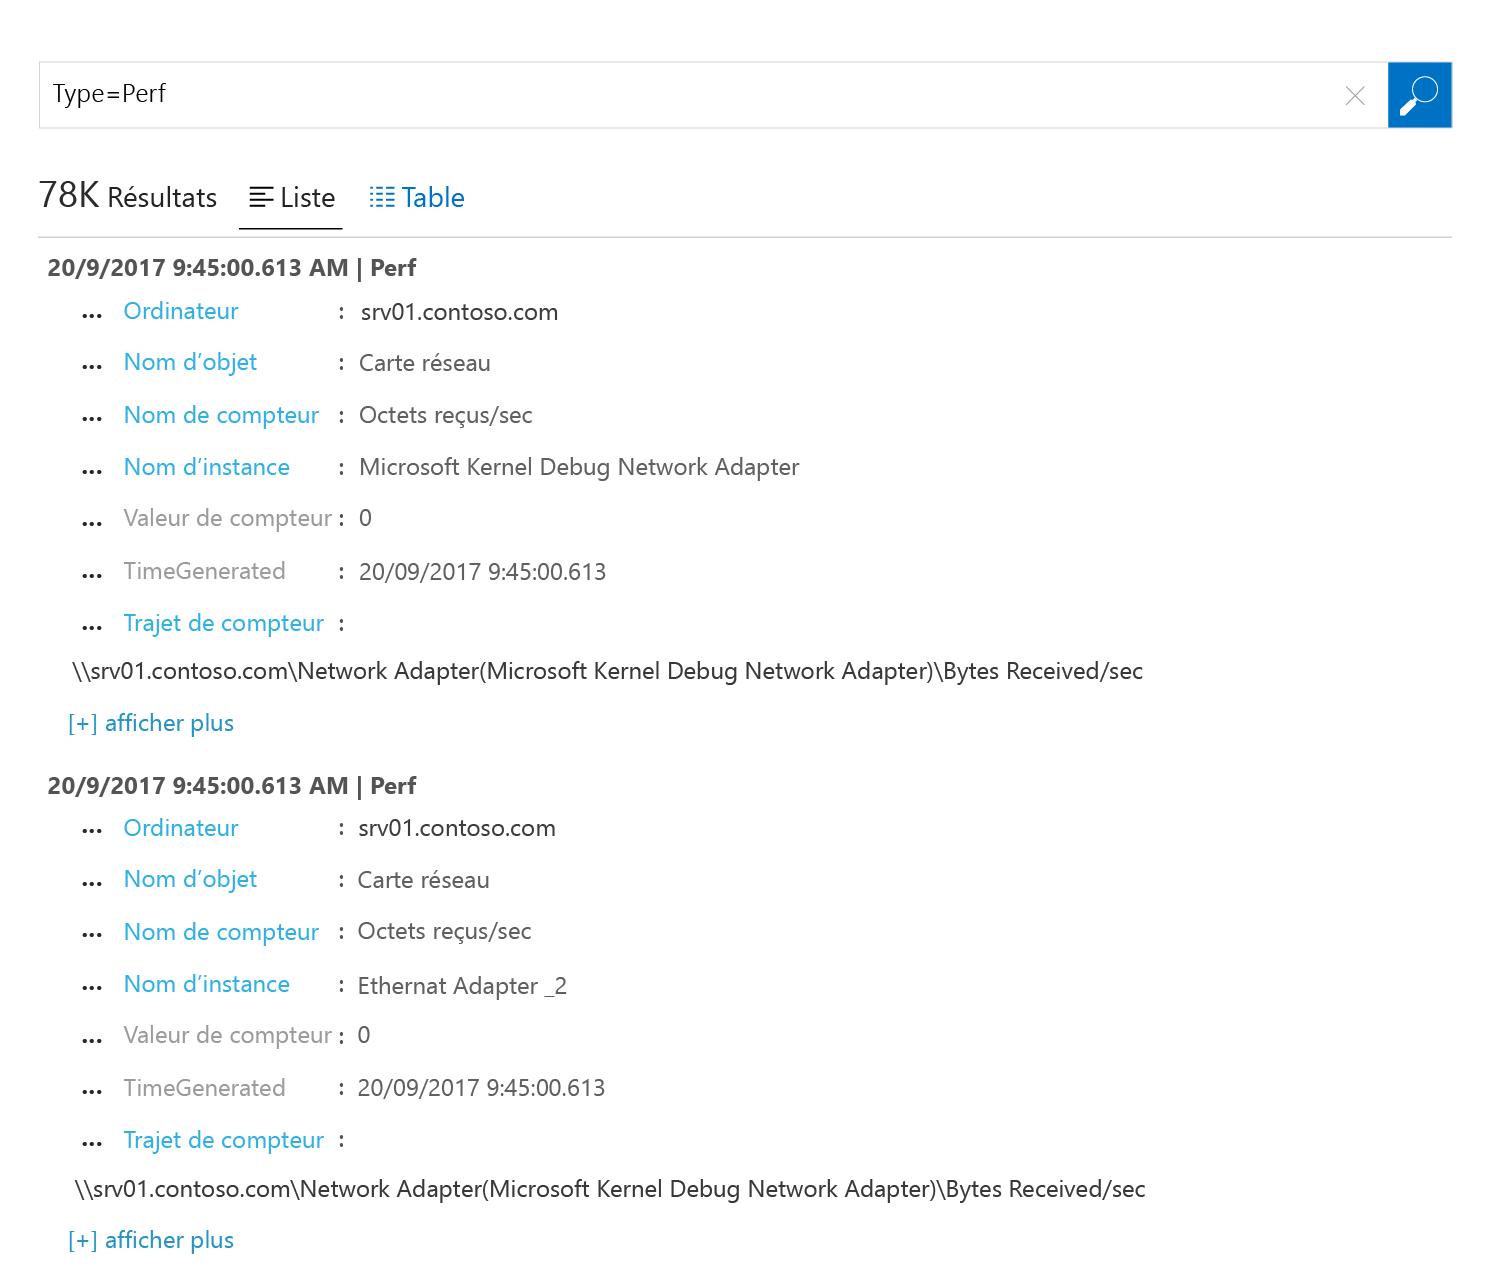 Type=Perf
78K Résultats Liste Table
20/9/2017 9:45:00.613 AM | Perf
... Ordinateur : srv01.contoso.com
... Nom d’objet : Carte réseau
... Nom de compteur : Octets reçus/sec
... Nom d’instance : Microsoft Kernel Debug Network Adapter
... Valeur de compteur : 0
... TimeGenerated : 20/09/2017 9:45:00.613
... Trajet de compteur :
\\srv01.contoso.com\Network Adapter(Microsoft Kernel Debug Network Adapter)\Bytes Received/sec
[+] afficher plus
20/9/2017 9:45:00.613 AM | Perf
... Ordinateur : srv01.contoso.com
... Nom d’objet : Carte réseau
... Nom de compteur : Octets reçus/sec
... Nom d’instance : Ethernat Adapter _2
... Valeur de compteur : 0
... TimeGenerated : 20/09/2017 9:45:00.613
... Trajet de compteur :
\\srv01.contoso.com\Network Adapter(Microsoft Kernel Debug Network Adapter)\Bytes Received/sec
[+] afficher plus